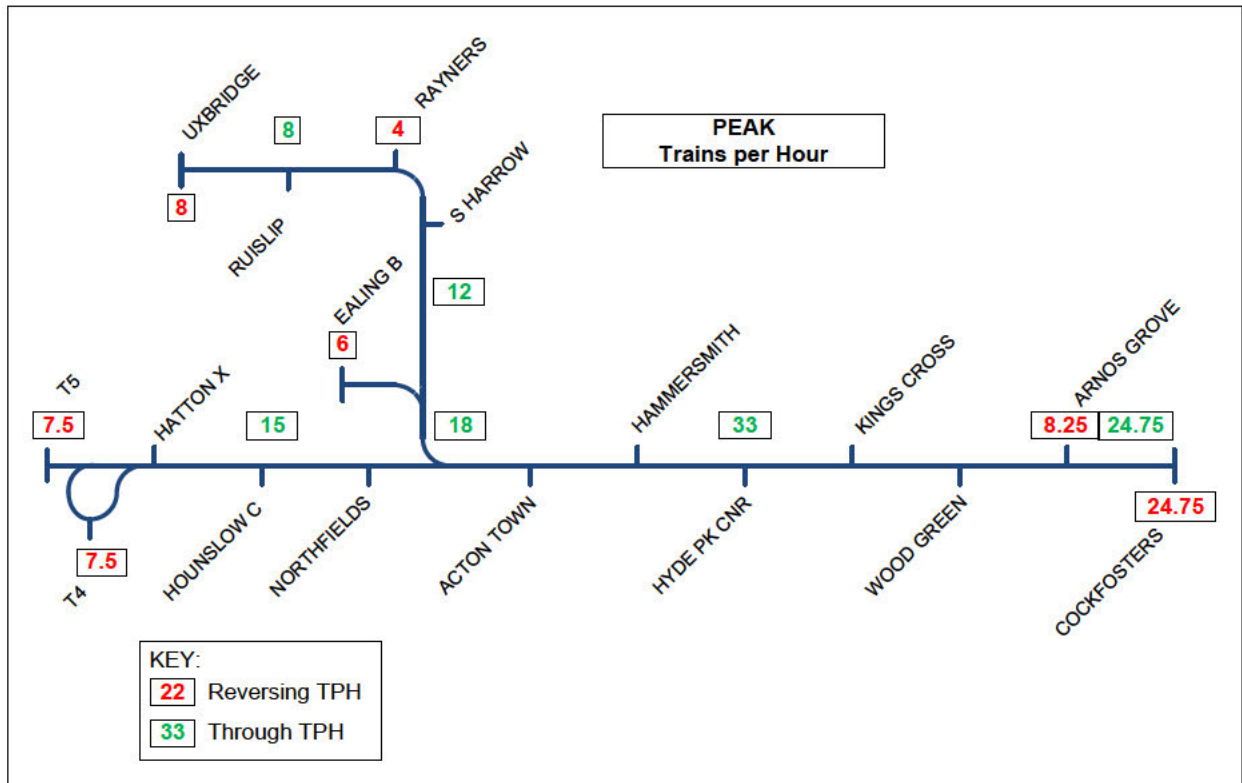 PEAK
Trains per Hour
UXBRIDGE
8
8
RUISLIP
4
RAYNERS
S HARROW
12
EALING B
6
18
T5
7.5
T4
7.5
HATTON X
15
HOUNSLOW C
NORTHFIELDS
ACTON TOWN
HAMMERSMITH
33
HYDE PK CNR
KINGS CROSS
WOOD GREEN
ARNOS GROVE
8.25
24.75
24.75
COCKFOSTERS
KEY:
22 Reversing TPH
33 Through TPH